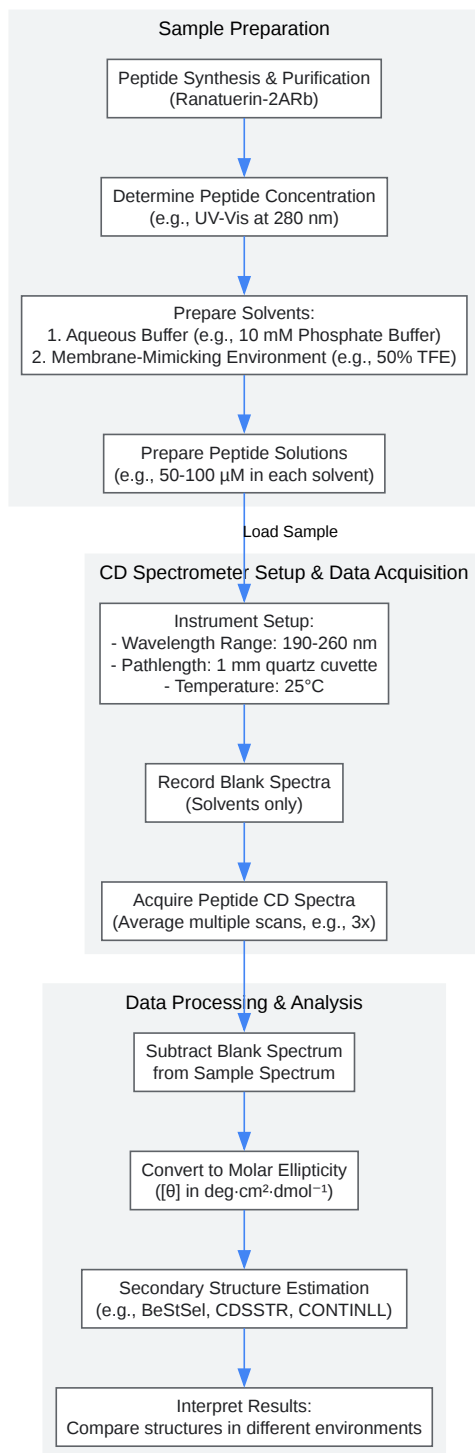 Sample Preparation
Peptide Synthesis & Purification
(Ranatuerin-2ARb)
Determine Peptide Concentration
(e.g., UV-Vis at 280 nm)
Prepare Solvents:
1. Aqueous Buffer (e.g., 10 mM Phosphate Buffer)
2. Membrane-Mimicking Environment (e.g., 50% TFE)
Prepare Peptide Solutions
(e.g., 50-100 µM in each solvent)
Load Sample
CD Spectrometer Setup & Data Acquisition
Instrument Setup:
- Wavelength Range: 190-260 nm
- Pathlength: 1 mm quartz cuvette
- Temperature: 25°C
Record Blank Spectra
(Solvents only)
Acquire Peptide CD Spectra
(Average multiple scans, e.g., 3x)
Data Processing & Analysis
Subtract Blank Spectrum
from Sample Spectrum
Convert to Molar Ellipticity
([θ] in deg·cm²·dmol⁻¹)
Secondary Structure Estimation
(e.g., BeStSel, CDSSTR, CONTINLL)
Interpret Results:
Compare structures in different environments